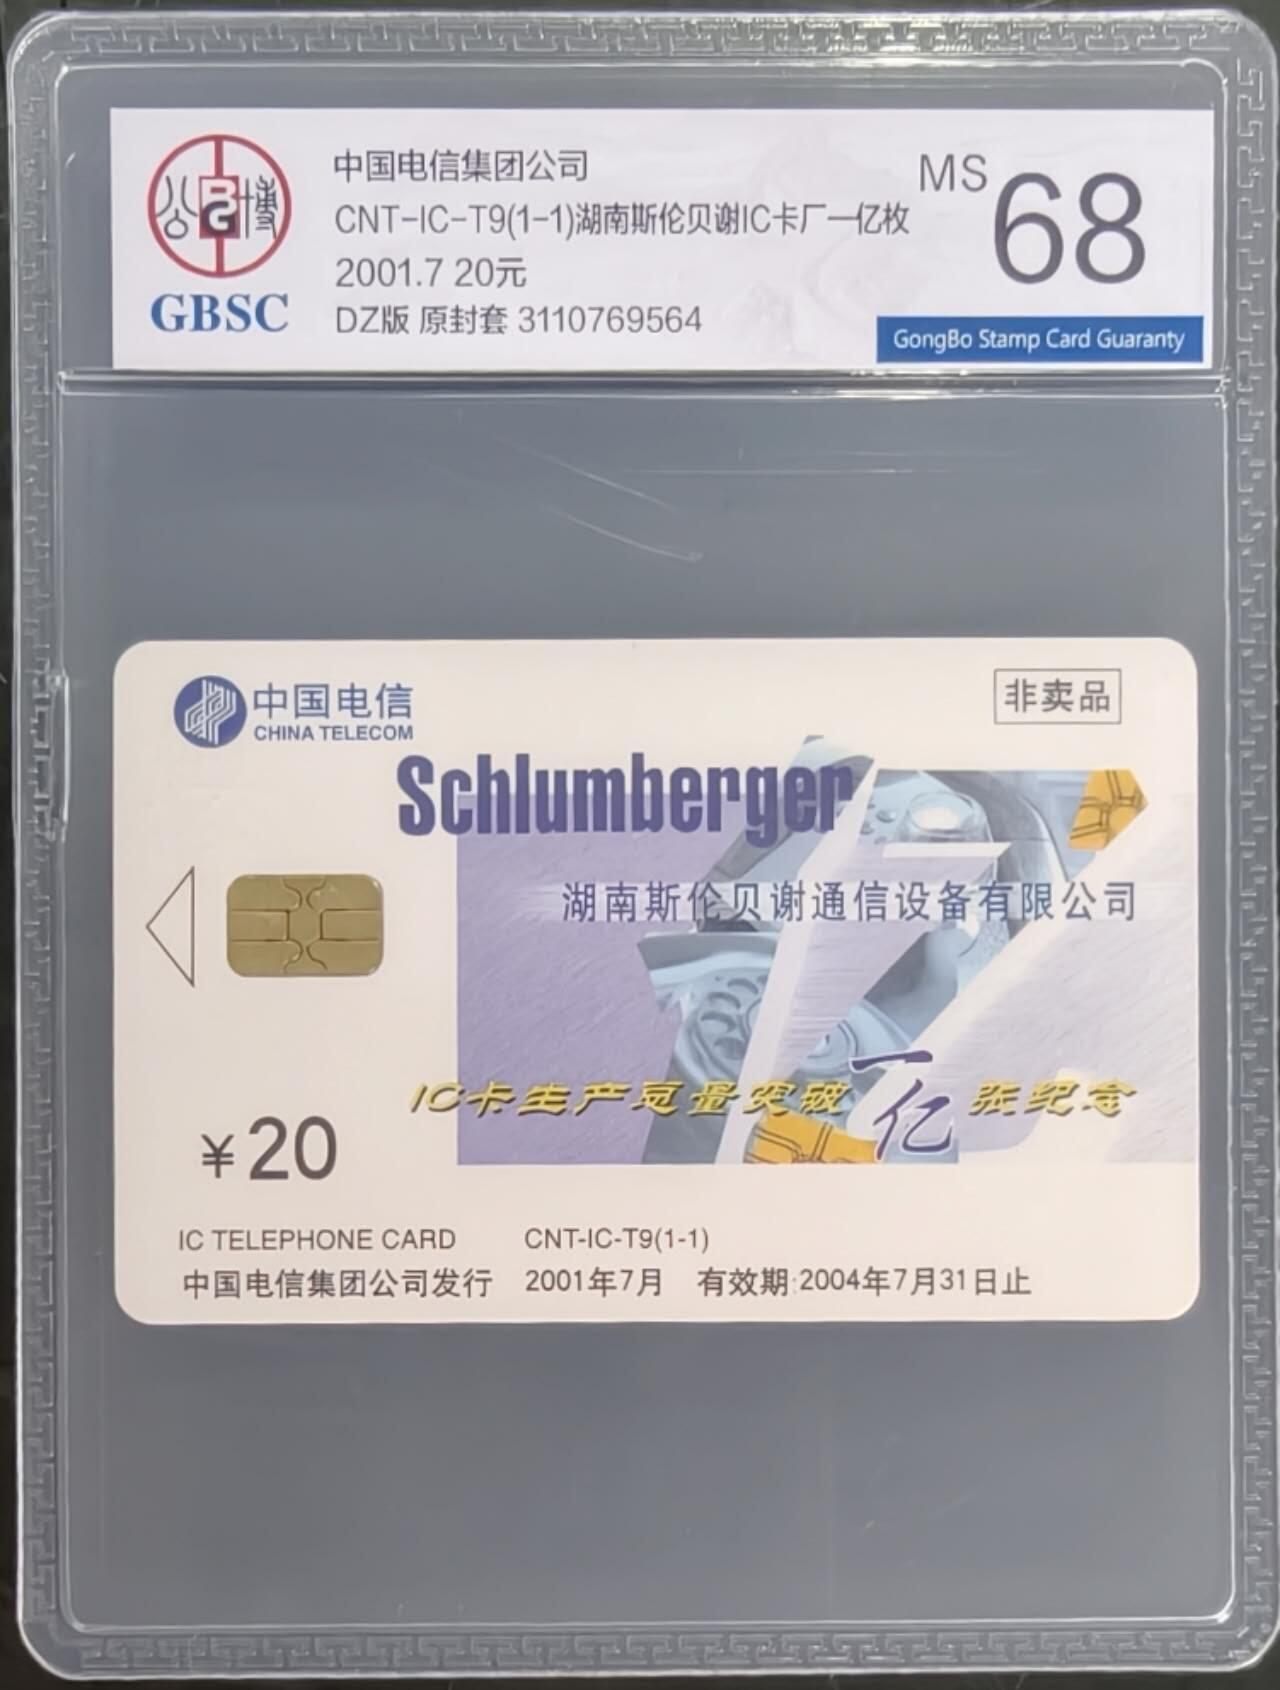 中国电信集团公司
CNT-IC-T9(1-1)湖南斯伦贝谢IC卡厂一亿枚
2001.7 20元
DZ版 原封套 3110769564
MS 68
公博
BG
GBSC
GongBo Stamp Card Guaranty
中国电信
CHINA TELECOM
非卖品
Schlumberger
湖南斯伦贝谢通信设备有限公司
IC卡生产总量突破一亿张纪念
¥20
IC TELEPHONE CARD CNT-IC-T9(1-1)
中国电信集团公司发行 2001年7月 有效期:2004年7月31日止